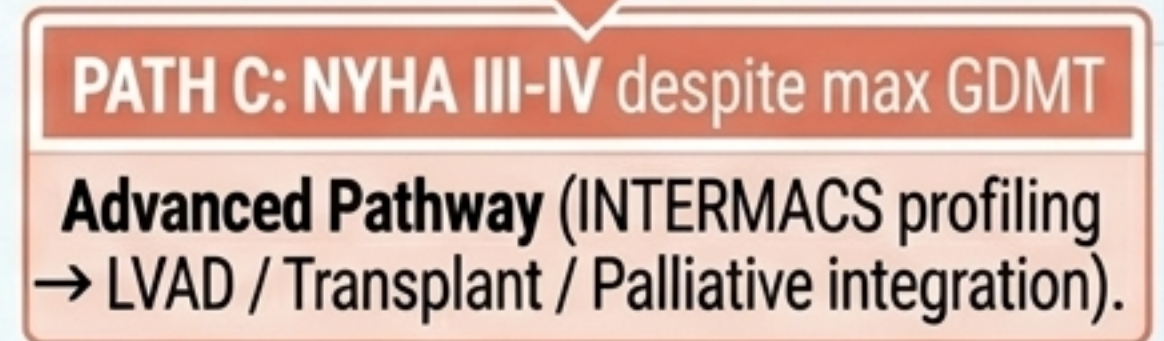 PATH C: NYHA III-IV despite max GDMT
Advanced Pathway (INTERMACS profiling
→ LVAD / Transplant / Palliative integration).